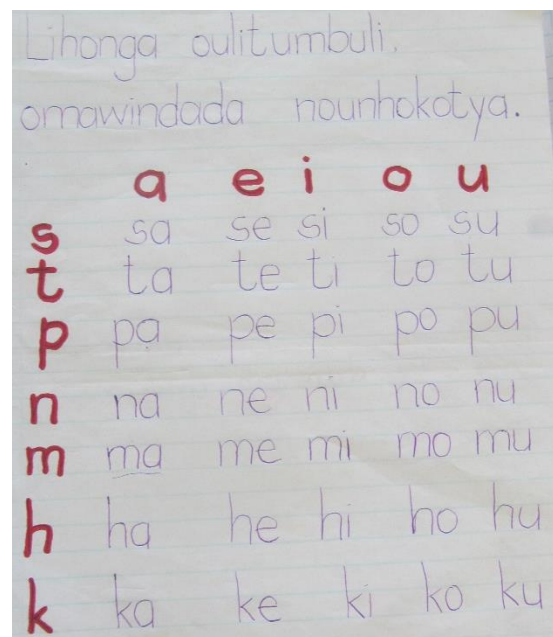 Lihonga oulitumbuli.
omawindada nounhokotya.
a e i o u
s sa se si so su
t ta te ti to tu
p pa pe pi po pu
n na ne ni no nu
m ma me mi mo mu
h ha he hi ho hu
k ka ke ki ko ku